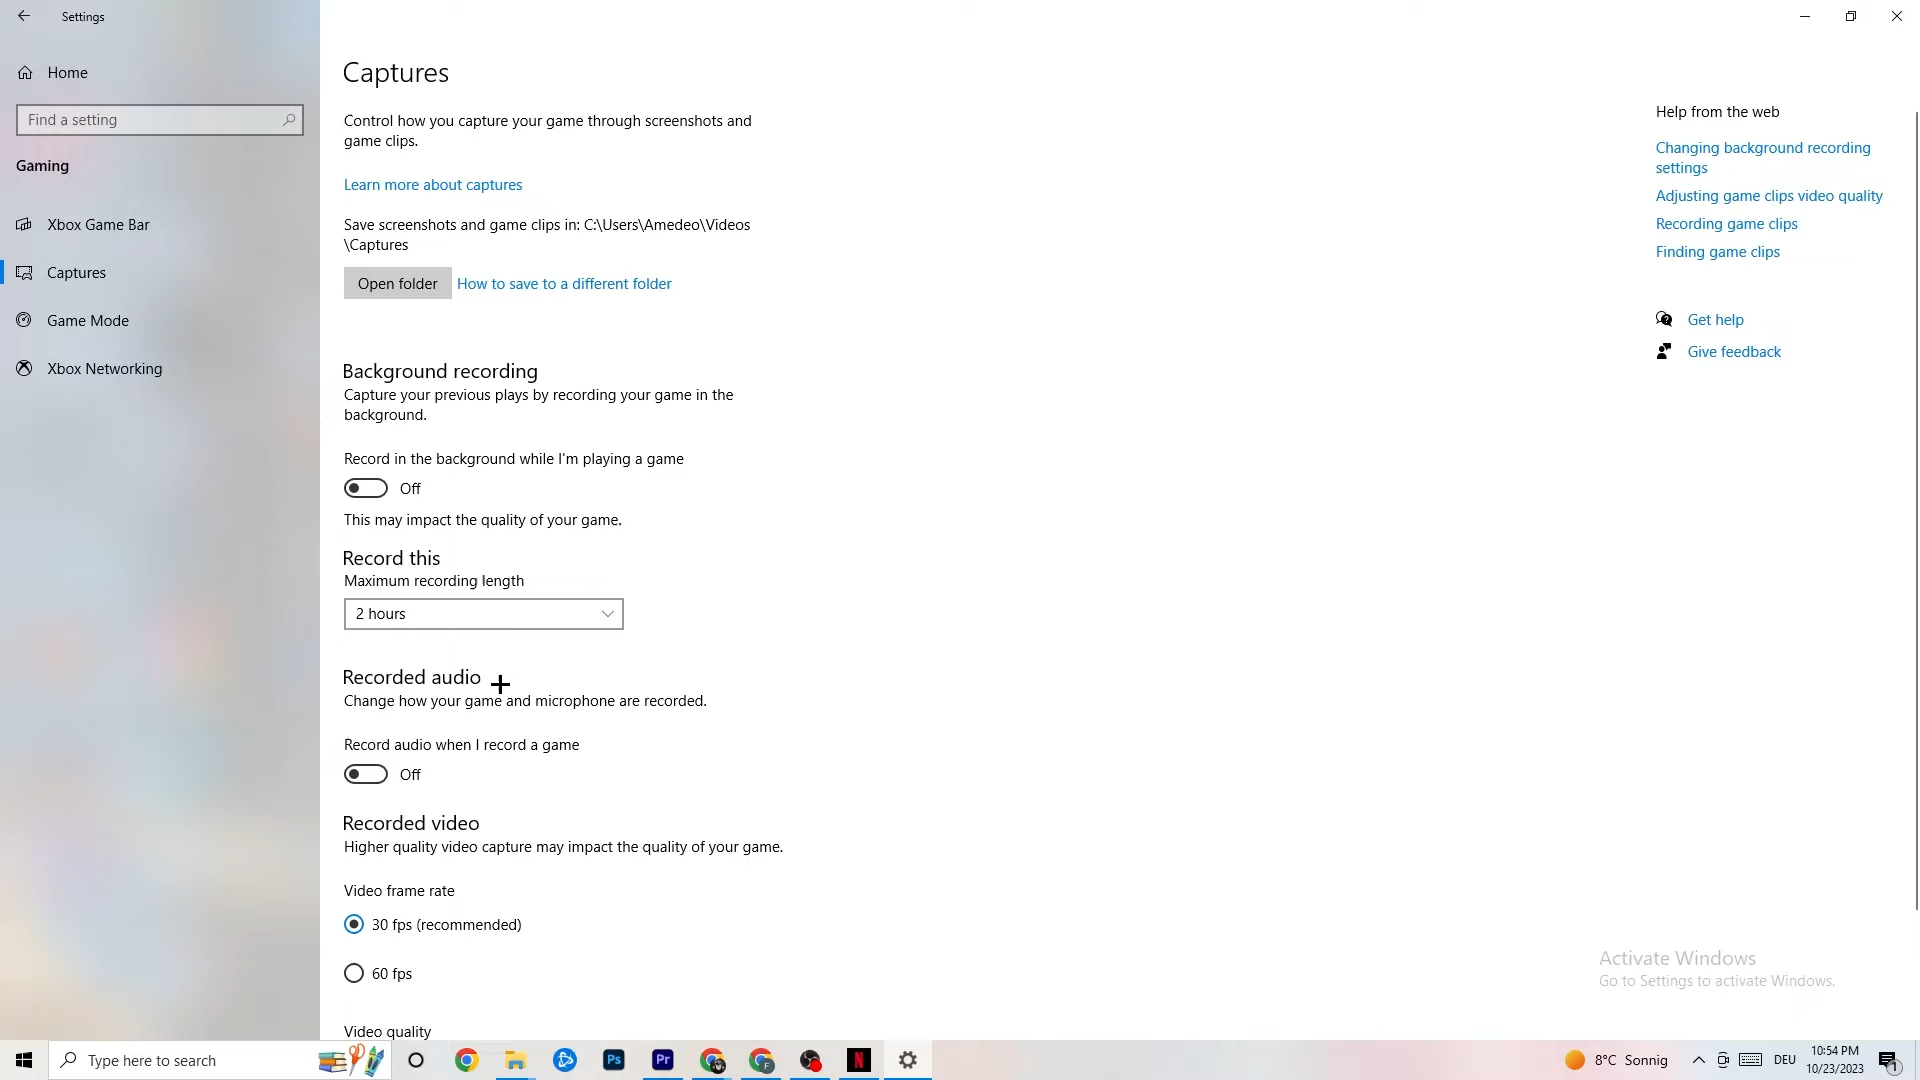 Settings
Home
Find a setting
Gaming
Xbox Game Bar
Captures
Game Mode
Xbox Networking
Captures
Control how you capture your game through screenshots and
game clips.
Learn more about captures
Save screenshots and game clips in: C:\Users\Amedeo\Videos
\Captures
Open folder
How to save to a different folder
Background recording
Capture your previous plays by recording your game in the
background.
Record in the background while I'm playing a game
Off
This may impact the quality of your game.
Record this
Maximum recording length
2 hours
Recorded audio
Change how your game and microphone are recorded.
Record audio when I record a game
Off
Recorded video
Higher quality video capture may impact the quality of your game.
Video frame rate
30 fps (recommended)
60 fps
Video quality
Help from the web
Changing background recording
settings
Adjusting game clips video quality
Recording game clips
Finding game clips
Get help
Give feedback
Activate Windows
Go to Settings to activate Windows.
Type here to search
Ps
Pr
F
N
8°C Sonnig
DEU
10:54 PM
10/23/2023
1